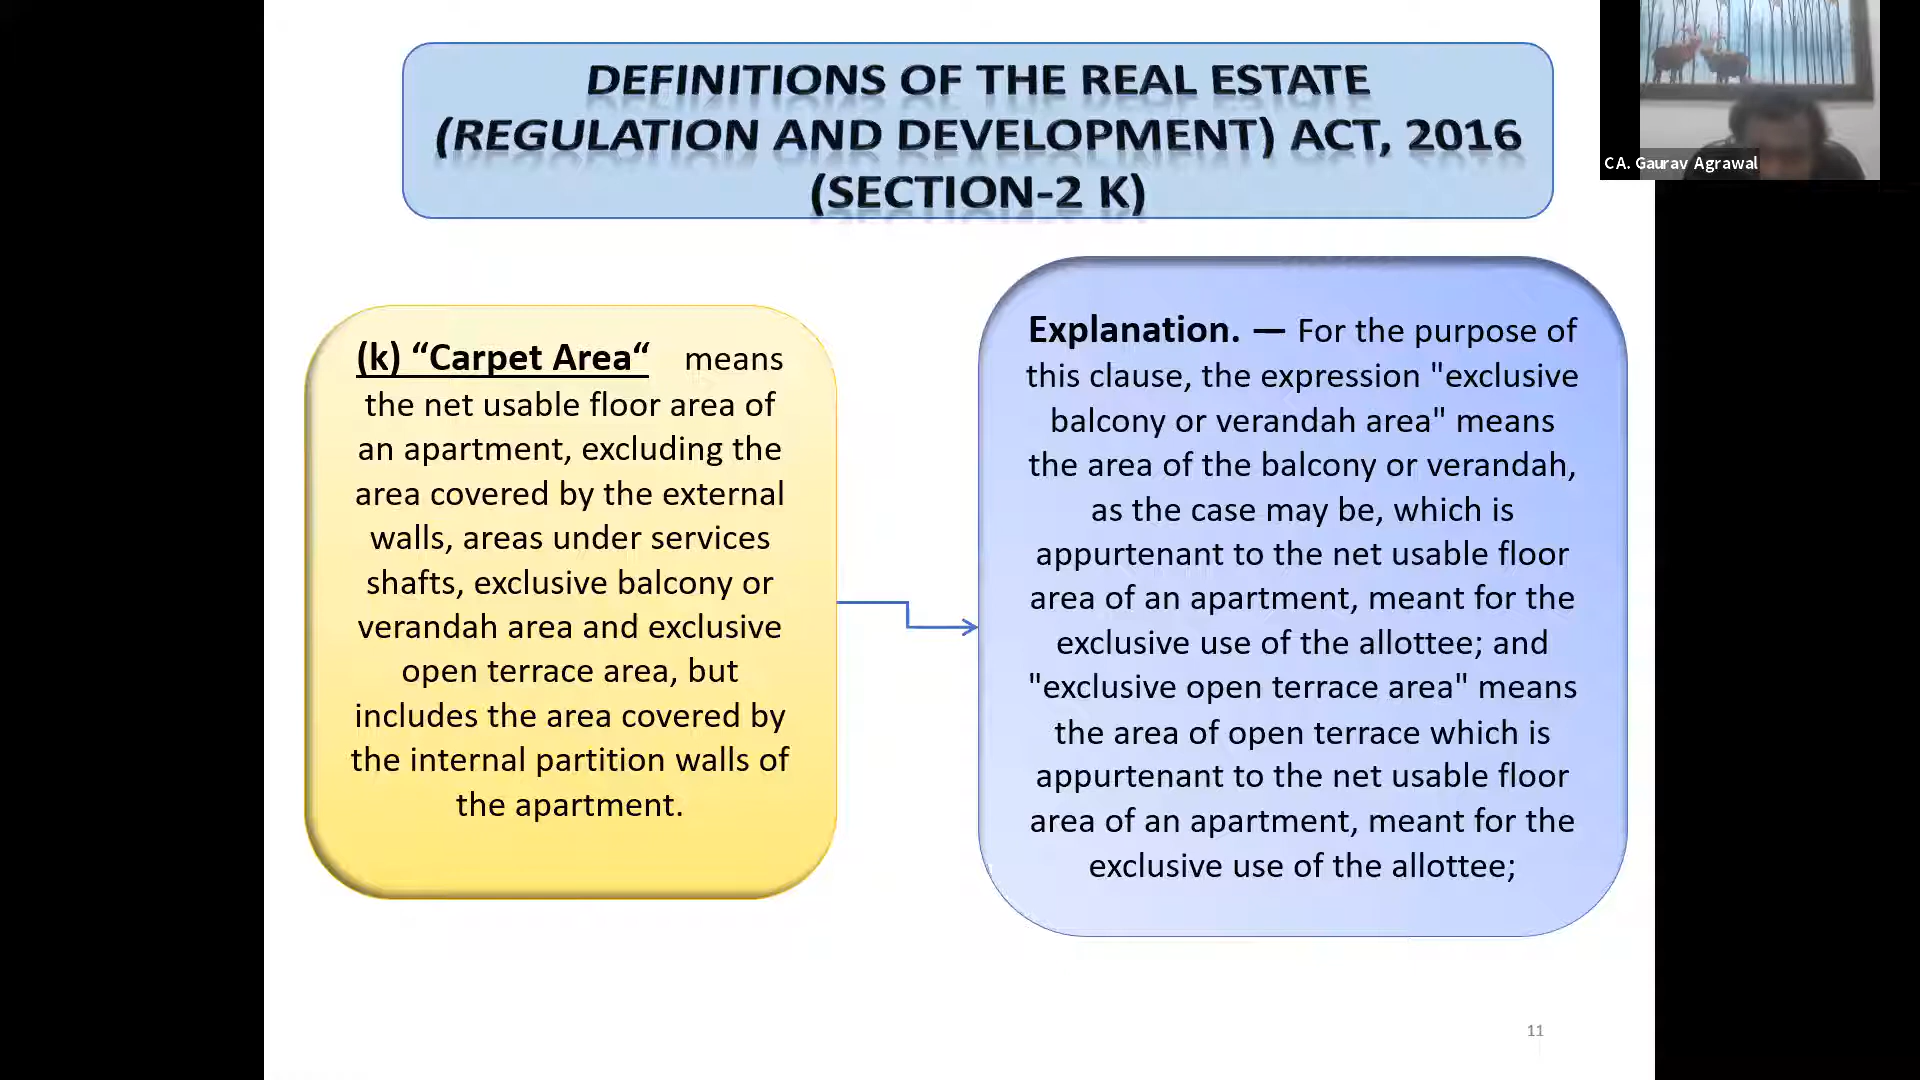 DEFINITIONS OF THE REAL ESTATE
(REGULATION AND DEVELOPMENT) ACT, 2016
(SECTION-2 K)
CA. Gaurav Agrawal
(k) “Carpet Area“ means
the net usable floor area of
an apartment, excluding the
area covered by the external
walls, areas under services
shafts, exclusive balcony or
verandah area and exclusive
open terrace area, but
includes the area covered by
the internal partition walls of
the apartment.
Explanation. — For the purpose of
this clause, the expression "exclusive
balcony or verandah area" means
the area of the balcony or verandah,
as the case may be, which is
appurtenant to the net usable floor
area of an apartment, meant for the
exclusive use of the allottee; and
"exclusive open terrace area" means
the area of open terrace which is
appurtenant to the net usable floor
area of an apartment, meant for the
exclusive use of the allottee;
11